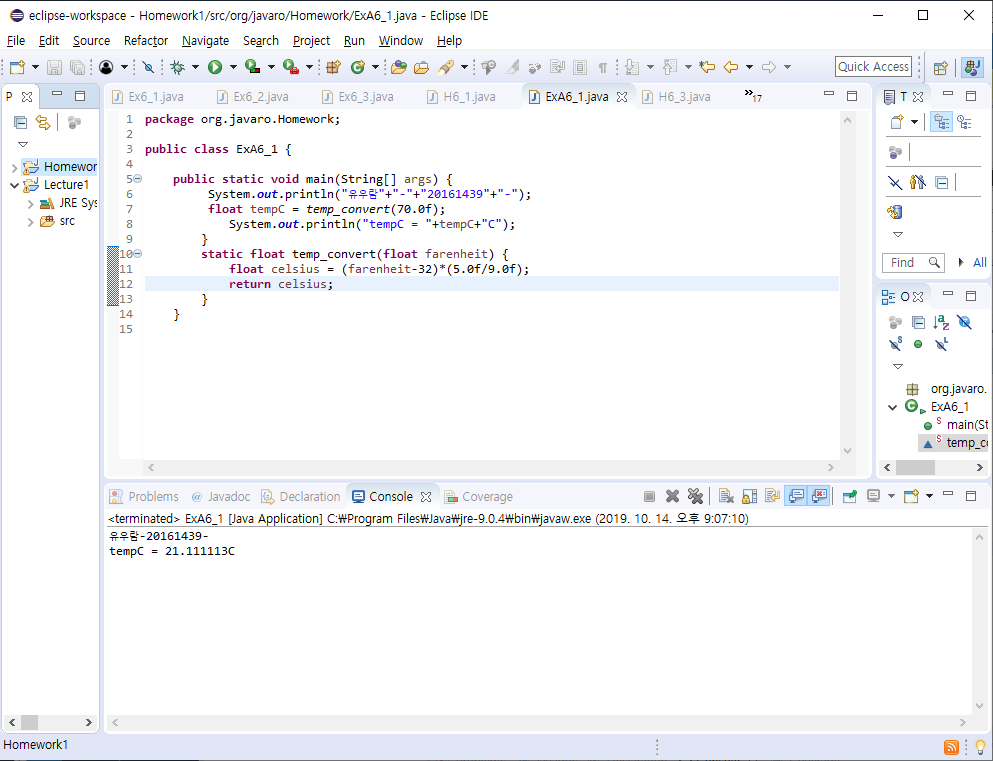 eclipse-workspace - Homework1/src/org/javaro/Homework/ExA6_1.java - Eclipse IDE
File Edit Source Refactor Navigate Search Project Run Window Help
Quick Access
P
Ex6_1.java Ex6_2.java Ex6_3.java H6_1.java ExA6_1.java H6_3.java »17
T
Homewor
Lecture1
JRE Sys
src
1 package org.javaro.Homework;
2
3 public class ExA6_1 {
4
5 public static void main(String[] args) {
6 System.out.println("유우람"+"-"+"20161439"+"-");
7 float tempC = temp_convert(70.0f);
8 System.out.println("tempC = "+tempC+"C");
9 }
10 static float temp_convert(float farenheit) {
11 float celsius = (farenheit-32)*(5.0f/9.0f);
12 return celsius;
13 }
14 }
15
Find All
O
org.javaro.
ExA6_1
main(St
temp_co
Problems @ Javadoc Declaration Console Coverage
<terminated> ExA6_1 [Java Application] C:₩Program Files₩Java₩jre-9.0.4₩bin₩javaw.exe (2019. 10. 14. 오후 9:07:10)
유우람-20161439-
tempC = 21.111113C
Homework1